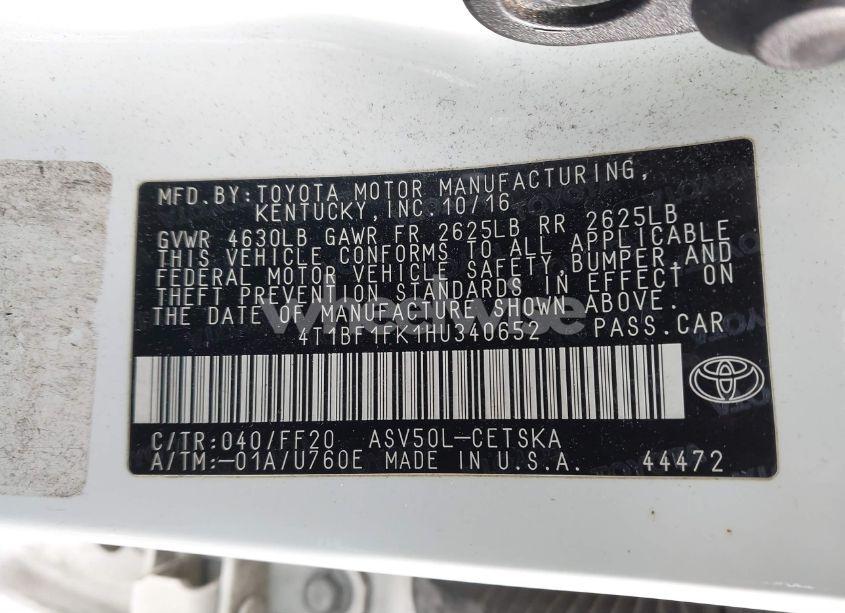 MFD.BY:TOYOTA MOTOR MANUFACTURING,
KENTUCKY,INC.10/16
GVWR 4630LB GAWR FR 2625LB RR 2625LB
THIS VEHICLE CONFORMS TO ALL APPLICABLE
FEDERAL MOTOR VEHICLE SAFETY,BUMPER,AND
THEFT PREVENTION STANDARDS IN EFFECT ON
THE DATE OF MANUFACTURE SHOWN ABOVE.
wheelwise
4T1BF1FK1HU340652 PASS.CAR
C/TR:040/FF20 ASV50L-CETSKA
A/TM:-01A/U760E MADE IN U.S.A. 44472